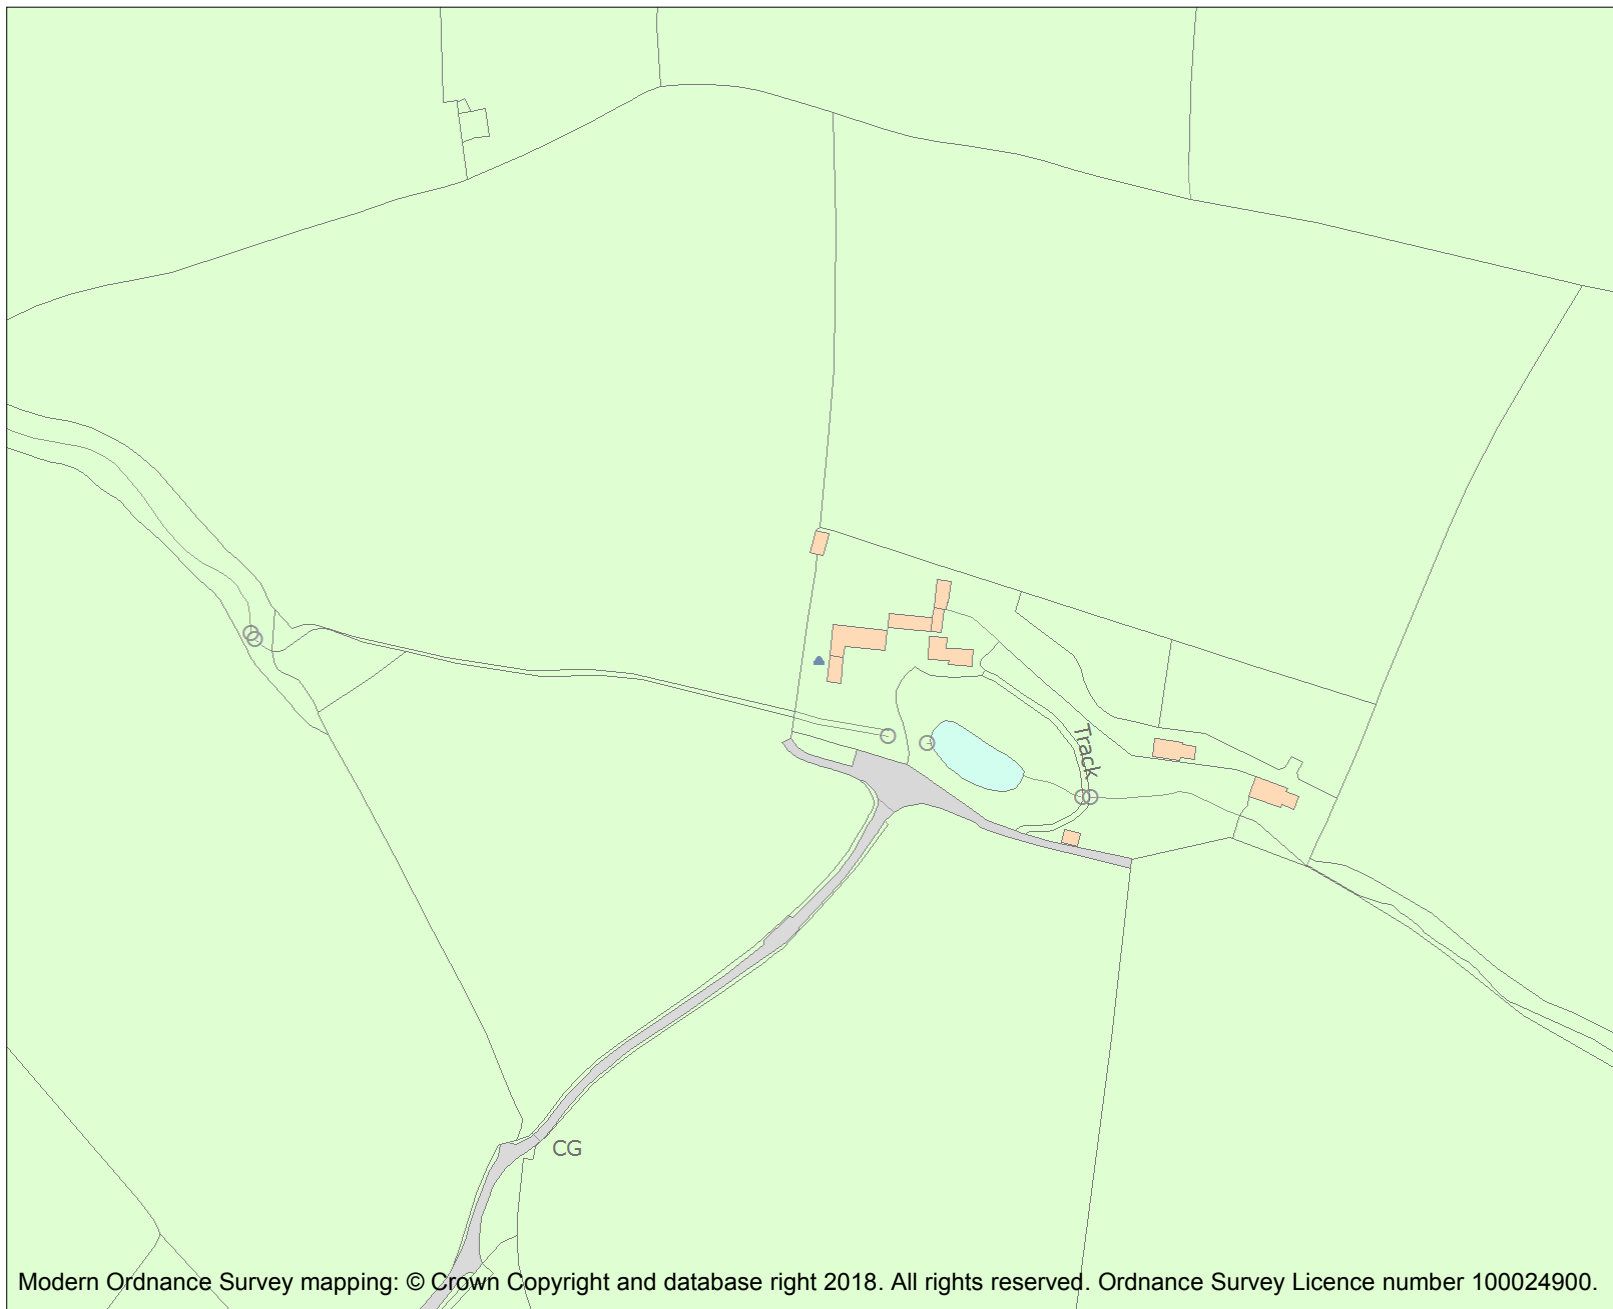 Track
CG
Modern Ordnance Survey mapping: © Crown Copyright and database right 2018. All rights reserved. Ordnance Survey Licence number 100024900.